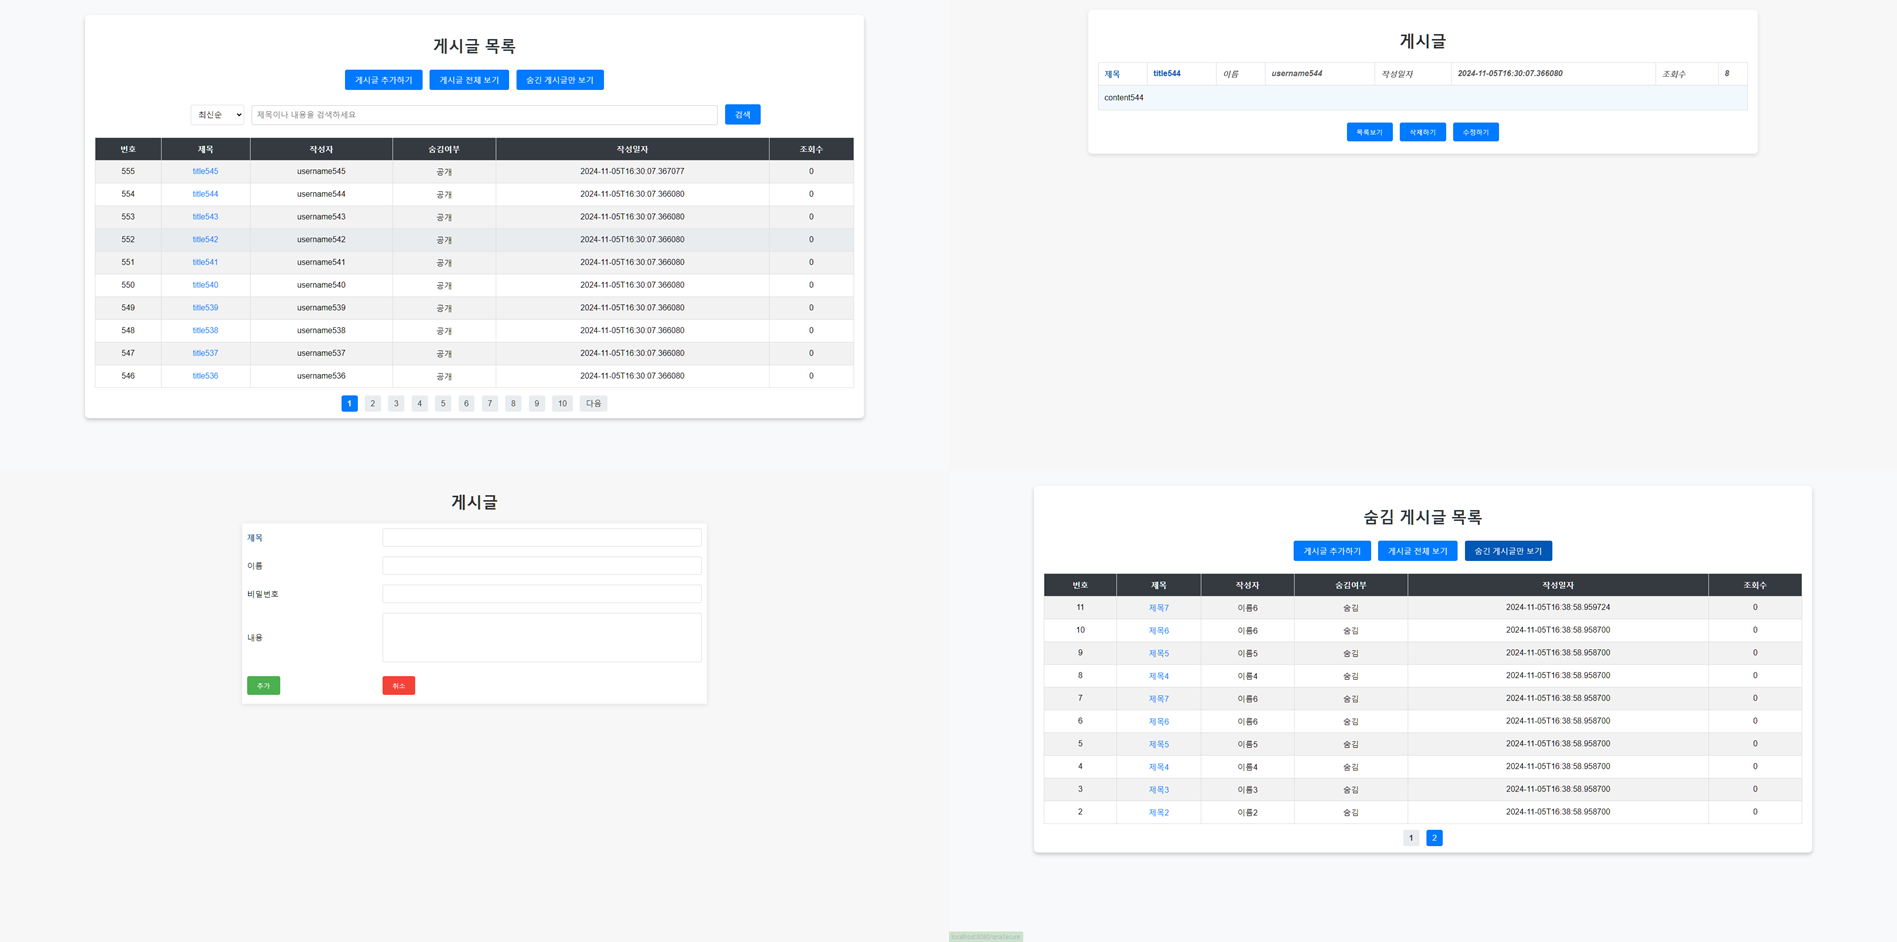 게시글 목록
게시글 추가하기 게시글 전체 보기 숨긴 게시글만 보기
최신순 제목이나 내용을 검색하세요 검색
번호 제목 작성자 숨김여부 작성일자 조회수
555 title545 username545 공개 2024-11-05T16:30:07.367077 0
554 title544 username544 공개 2024-11-05T16:30:07.366080 0
553 title543 username543 공개 2024-11-05T16:30:07.366080 0
552 title542 username542 공개 2024-11-05T16:30:07.366080 0
551 title541 username541 공개 2024-11-05T16:30:07.366080 0
550 title540 username540 공개 2024-11-05T16:30:07.366080 0
549 title539 username539 공개 2024-11-05T16:30:07.366080 0
548 title538 username538 공개 2024-11-05T16:30:07.366080 0
547 title537 username537 공개 2024-11-05T16:30:07.366080 0
546 title536 username536 공개 2024-11-05T16:30:07.366080 0
1 2 3 4 5 6 7 8 9 10 다음
게시글
제목 title544 이름 username544 작성일자 2024-11-05T16:30:07.366080 조회수 8
content544
목록보기 삭제하기 수정하기
게시글
제목
이름
비밀번호
내용
추가 취소
숨김 게시글 목록
게시글 추가하기 게시글 전체 보기 숨긴 게시글만 보기
번호 제목 작성자 숨김여부 작성일자 조회수
11 제목7 이름6 숨김 2024-11-05T16:38:58.959724 0
10 제목6 이름6 숨김 2024-11-05T16:38:58.958700 0
9 제목5 이름5 숨김 2024-11-05T16:38:58.958700 0
8 제목4 이름4 숨김 2024-11-05T16:38:58.958700 0
7 제목7 이름6 숨김 2024-11-05T16:38:58.958700 0
6 제목6 이름6 숨김 2024-11-05T16:38:58.958700 0
5 제목5 이름5 숨김 2024-11-05T16:38:58.958700 0
4 제목4 이름4 숨김 2024-11-05T16:38:58.958700 0
3 제목3 이름3 숨김 2024-11-05T16:38:58.958700 0
2 제목2 이름2 숨김 2024-11-05T16:38:58.958700 0
1 2